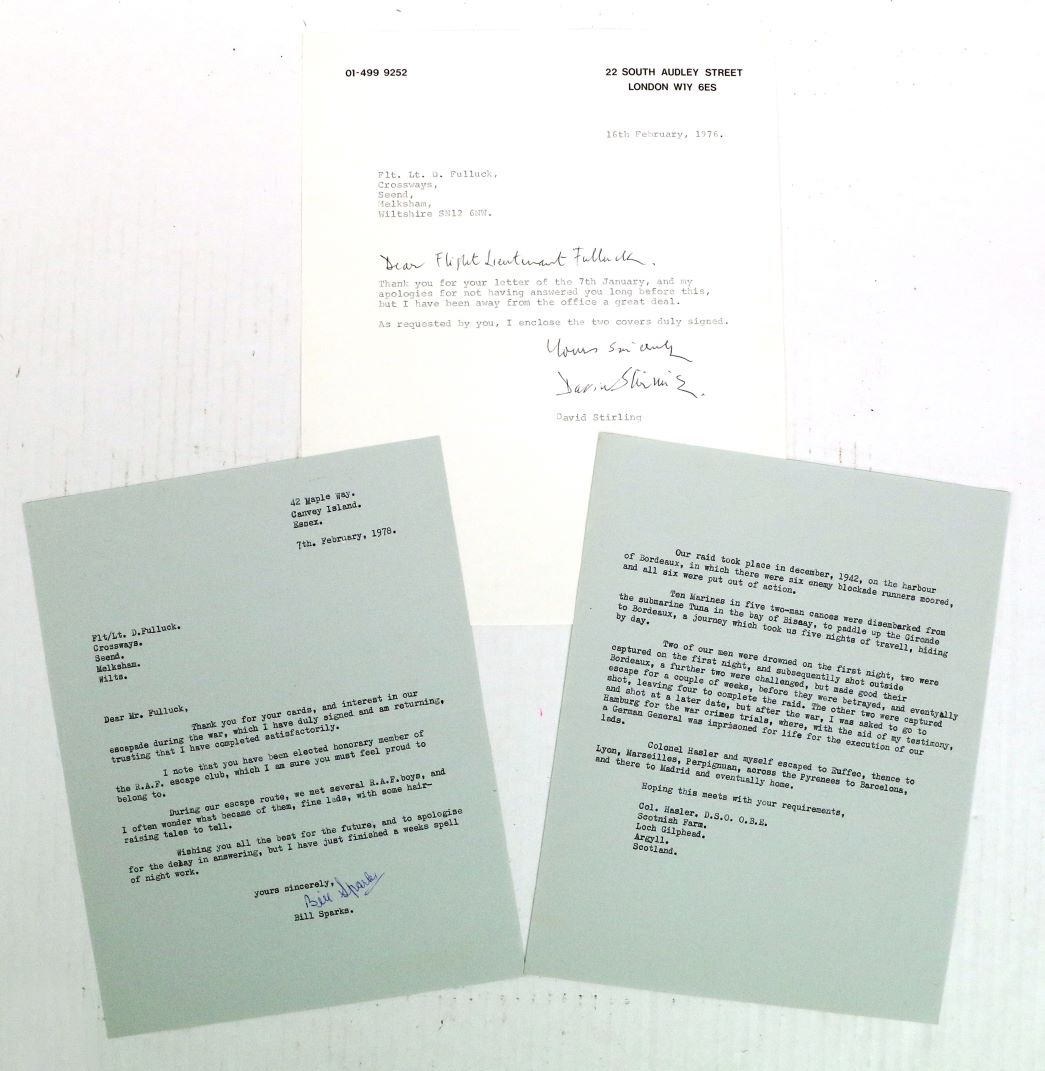 01-499 9252
22 SOUTH AUDLEY STREET
LONDON W1Y 6ES
16th February, 1976.
Flt. Lt. D. Fulluck,
Crossways,
Seend,
Melksham,
Wiltshire SN12 6NW.
Dear Flight Lieutenant Fulluck.
Thank you for your letter of the 7th January, and my
apologies for not having answered you long before this,
but I have been away from the office a great deal.
As requested by you, I enclose the two covers duly signed.
Yours sincerely
David Stirling.
David Stirling
42 Maple Way.
Canvey Island.
Essex.
7th. February, 1978.
Flt/Lt. D.Fulluck.
Crossways.
Seend.
Melksham.
Wilts.
Dear Mr. Fulluck,
Thank you for your cards, and interest in our
escapade during the war, which I have duly signed and am returning,
trusting that I have completed satisfactorily.
I note that you have been elected honorary member of
the R.A.F. escape club, which I am sure you must feel proud to
belong to.
During our escape route, we met several R.A.F.boys, and
I often wonder what became of them, fine lads, with some hair-
raising tales to tell.
Wishing you all the best for the future, and to apologise
for the delay in answering, but I have just finished a weeks spell
of night work.
yours sincerely,
Bill Sparks
Bill Sparks.
Our raid took place in december, 1942, on the harbour
of Bordeaux, in which there were six enemy blockade runners moored,
and all six were put out of action.
Ten Marines in five two-man canoes were disembarked from
the submarine Tuna in the bay of Bisaay, to paddle up the Gironde
to Bordeaux, a journey which took us five nights of travell, hiding
by day.
Two of our men were drowned on the first night, two were
captured on the first night, and subsequently shot outside
Bordeaux, a further two were challenged, but made good their
escape for a couple of weeks, before they were betrayed, and eventyally
shot, leaving four to complete the raid. The other two were captured
and shot at a later date, but after the war, I was asked to go to
Hamburg for the war crimes trials, where, with the aid of my testimony,
a German General was imprisoned for life for the execution of our
lads.
Colonel Hasler and myself escaped to Ruffec, thence to
Lyon, Marseilles, Perpignuan, across the Pyrenees to Barcelona,
and there to Madrid and eventually home.
Hoping this meets with your requirements,
Col. Hasler. D.S.O. O.B.E.
Scotnish Farm.
Loch Gilphead.
Argyll.
Scotland.